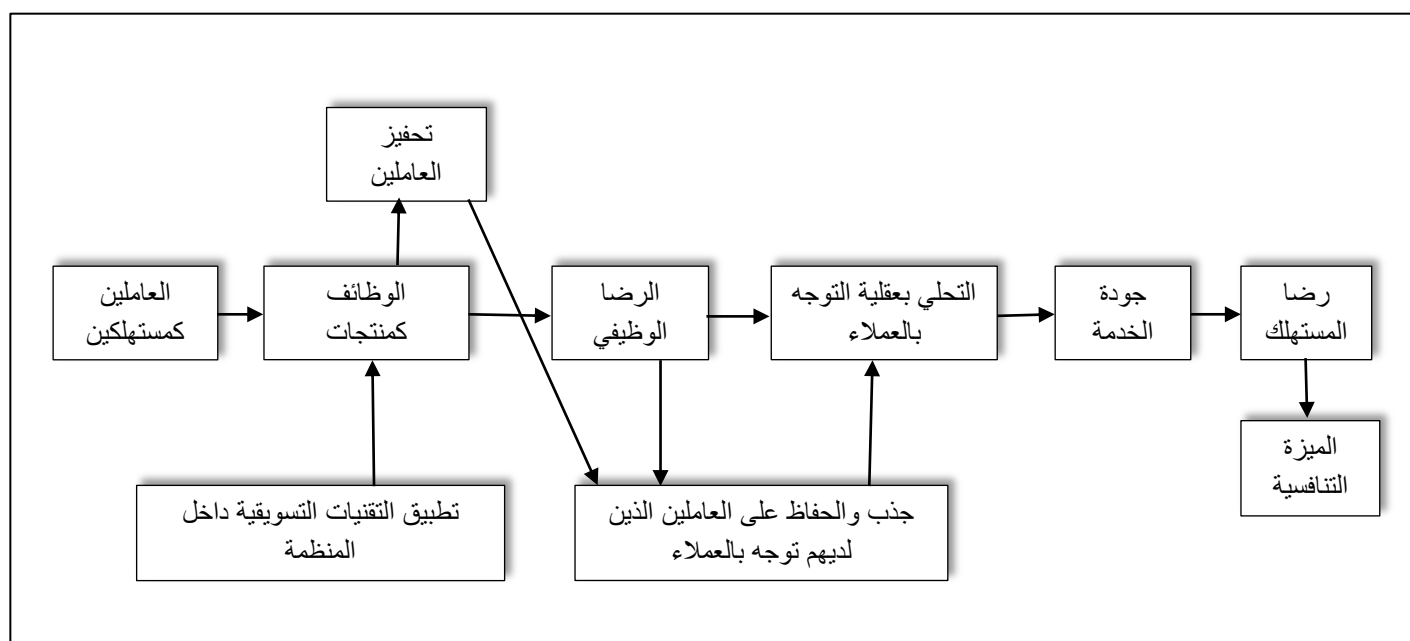 تحفيز
العاملين
العاملين
كمستهلكين
الوظائف
كمنتجات
الرضا
الوظيفي
التحلي بعقلية التوجه
بالعملاء
جودة
الخدمة
رضا
المستهلك
الميزة
التنافسية
تطبيق التقنيات التسويقية داخل
المنظمة
جذب والحفاظ على العاملين الذين
لديهم توجه بالعملاء